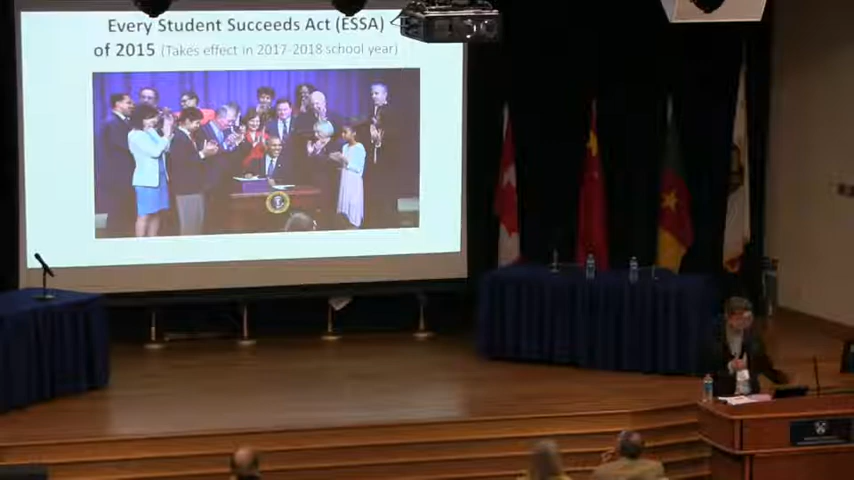 Every Student Succeeds Act (ESSA)
of 2015 (Takes effect in 2017-2018 school year)